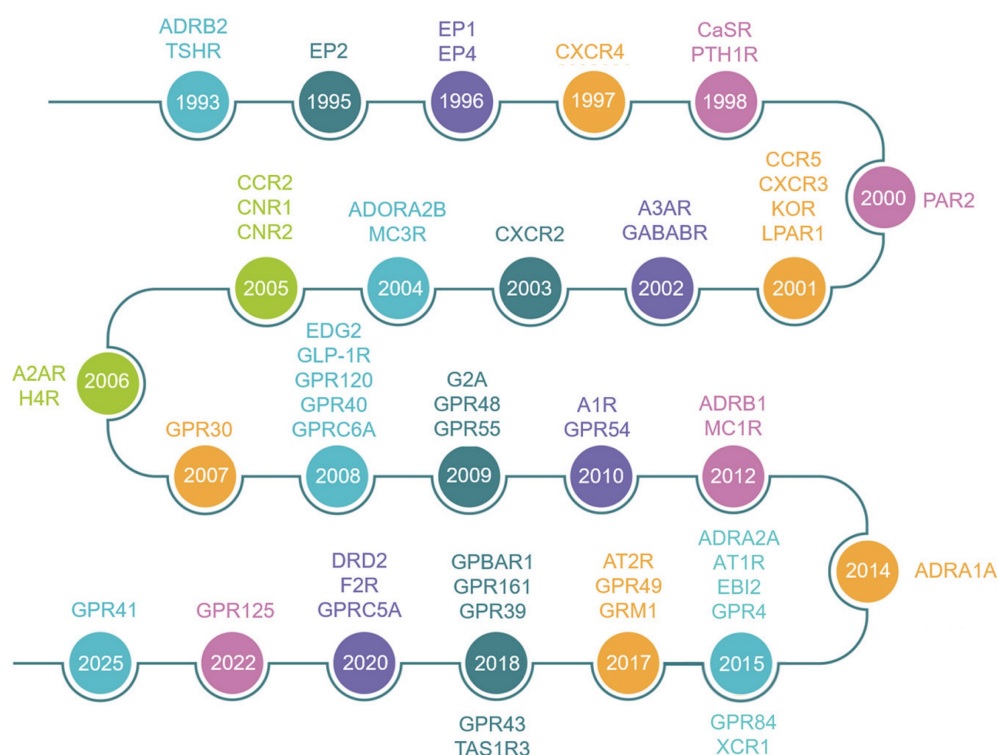 ADRB2
TSHR
1993
EP2
1995
EP1
EP4
1996
CXCR4
1997
CaSR
PTH1R
1998
PAR2
2000
CCR5
CXCR3
KOR
LPAR1
2001
A3AR
GABABR
2002
CXCR2
2003
ADORA2B
MC3R
2004
CCR2
CNR1
CNR2
2005
A2AR
H4R
2006
GPR30
2007
EDG2
GLP-1R
GPR120
GPR40
GPRC6A
2008
G2A
GPR48
GPR55
2009
A1R
GPR54
2010
ADRB1
MC1R
2012
ADRA1A
2014
ADRA2A
AT1R
EBI2
GPR4
2015
GPR84
XCR1
AT2R
GPR49
GRM1
2017
GPBAR1
GPR161
GPR39
2018
GPR43
TAS1R3
DRD2
F2R
GPRC5A
2020
GPR125
2022
GPR41
2025